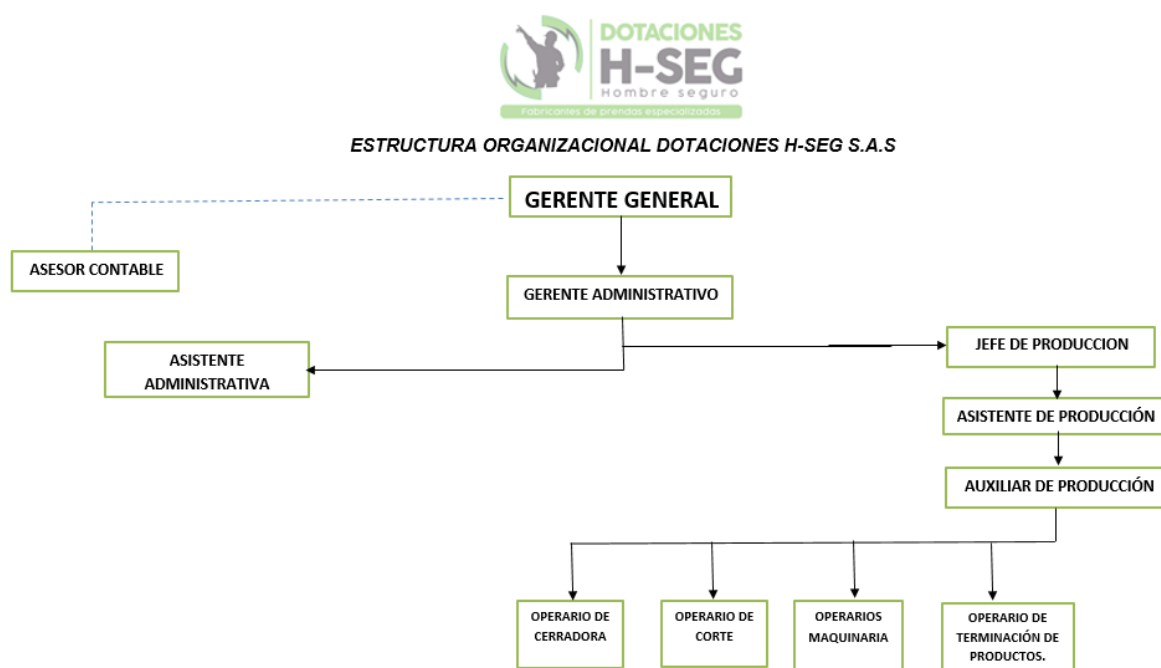 DOTACIONES
H-SEG
Hombre seguro
Fabricantes de prendas especializadas
ESTRUCTURA ORGANIZACIONAL DOTACIONES H-SEG S.A.S
GERENTE GENERAL
ASESOR CONTABLE
GERENTE ADMINISTRATIVO
JEFE DE PRODUCCION
ASISTENTE
ADMINISTRATIVA
ASISTENTE DE PRODUCCIÓN
AUXILIAR DE PRODUCCIÓN
OPERARIO DE
CERRADORA
OPERARIO DE
CORTE
OPERARIOS
MAQUINARIA
OPERARIO DE
TERMINACIÓN DE
PRODUCTOS.